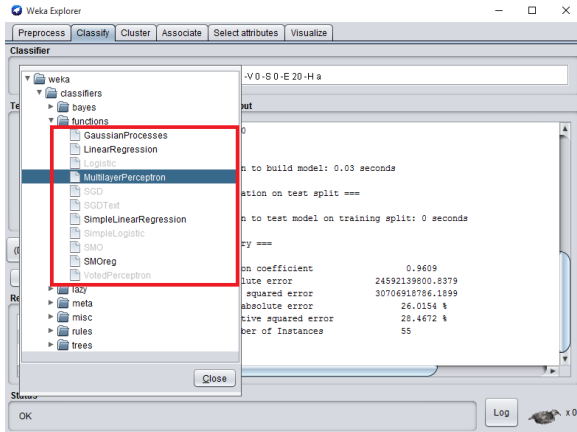 Weka Explorer
Preprocess Classify Cluster Associate Select attributes Visualize
Classifier
-V 0 -S 0 -E 20 -H a
weka
classifiers
bayes
functions
GaussianProcesses
LinearRegression
Logistic
MultilayerPerceptron
SGD
SGDText
SimpleLinearRegression
SimpleLogistic
SMO
SMOreg
VotedPerceptron
lazy
meta
misc
rules
trees
Close
Te
(D
Re
put
0
n to build model: 0.03 seconds
ation on test split ===
n to test model on training split: 0 seconds
ry ===
on coefficient 0.9609
lute error 24592139800.8379
squared error 30706918786.1899
absolute error 26.0154 %
tive squared error 28.4672 %
ber of Instances 55
Status
OK
Log
x 0